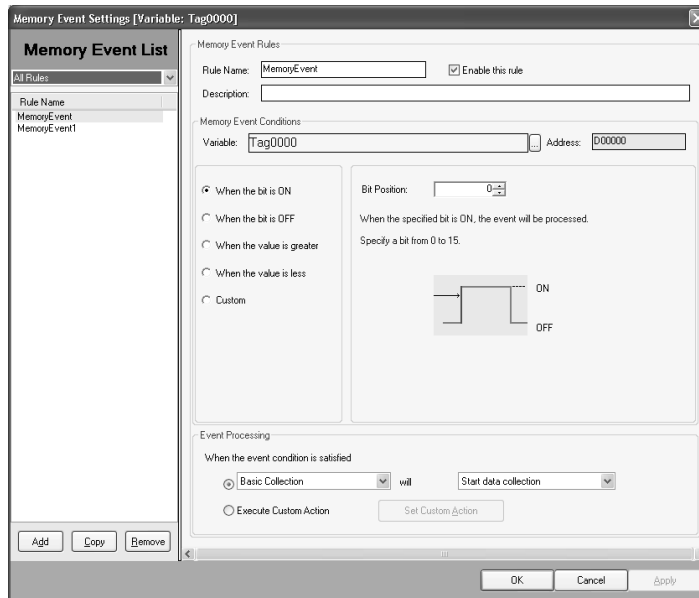 Memory Event Settings [Variable: Tag0000]
Memory Event List
All Rules
Rule Name
MemoryEvent
MemoryEvent1
Add Copy Remove
Memory Event Rules
Rule Name: MemoryEvent Enable this rule
Description:
Memory Event Conditions
Variable: Tag0000 ... Address: D00000
When the bit is ON
When the bit is OFF
When the value is greater
When the value is less
Custom
Bit Position: 0
When the specified bit is ON, the event will be processed.
Specify a bit from 0 to 15.
ON
OFF
Event Processing
When the event condition is satisfied
Basic Collection will Start data collection
Execute Custom Action Set Custom Action
OK Cancel Apply